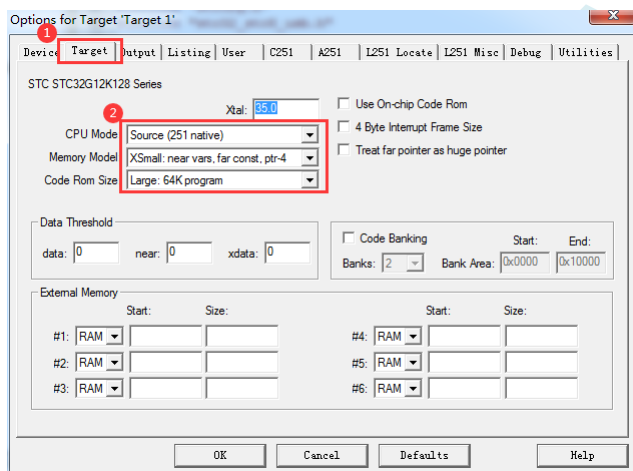 Options for Target 'Target 1'
1
Device Target Output Listing User C251 A251 L251 Locate L251 Misc Debug Utilities
STC STC32G12K128 Series
Xtal: 35.0
Use On-chip Code Rom
2
CPU Mode Source (251 native)
4 Byte Interrupt Frame Size
Memory Model XSmall: near vars, far const, ptr-4
Treat far pointer as huge pointer
Code Rom Size Large: 64K program
Data Threshold
data: 0 near: 0 xdata: 0
Code Banking Start: End:
Banks: 2 Bank Area: 0x0000 0x10000
External Memory
Start: Size: Start: Size:
#1: RAM #4: RAM
#2: RAM #5: RAM
#3: RAM #6: RAM
OK Cancel Defaults Help